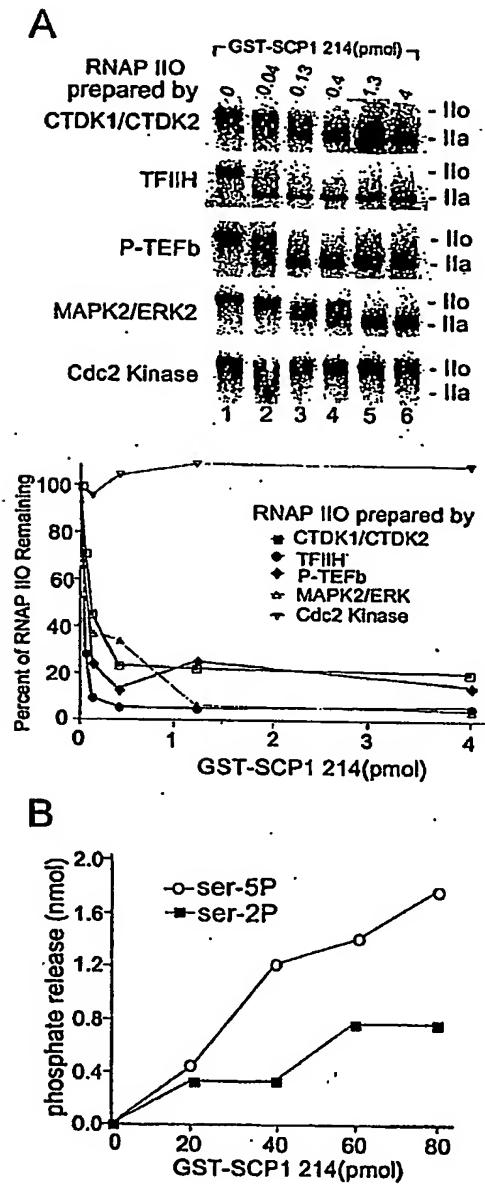 A
GST-SCP1 214(pmol)
RNAP IIO
prepared by
0 0.04 0.13 0.4 1.3 4
CTDK1/CTDK2
- IIo
- IIa
TFIIH
- IIo
- IIa
P-TEFb
- IIo
- IIa
MAPK2/ERK2
- IIo
- IIa
Cdc2 Kinase
- IIo
- IIa
1 2 3 4 5 6
Percent of RNAP IIO Remaining
100
80
60
40
20
0
RNAP IIO prepared by
CTDK1/CTDK2
TFIIH
P-TEFb
MAPK2/ERK
Cdc2 Kinase
0 1 2 3 4
GST-SCP1 214(pmol)
B
phosphate release (nmol)
2.0
1.6
1.2
0.8
0.4
0.0
ser-5P
ser-2P
0 20 40 60 80
GST-SCP1 214(pmol)